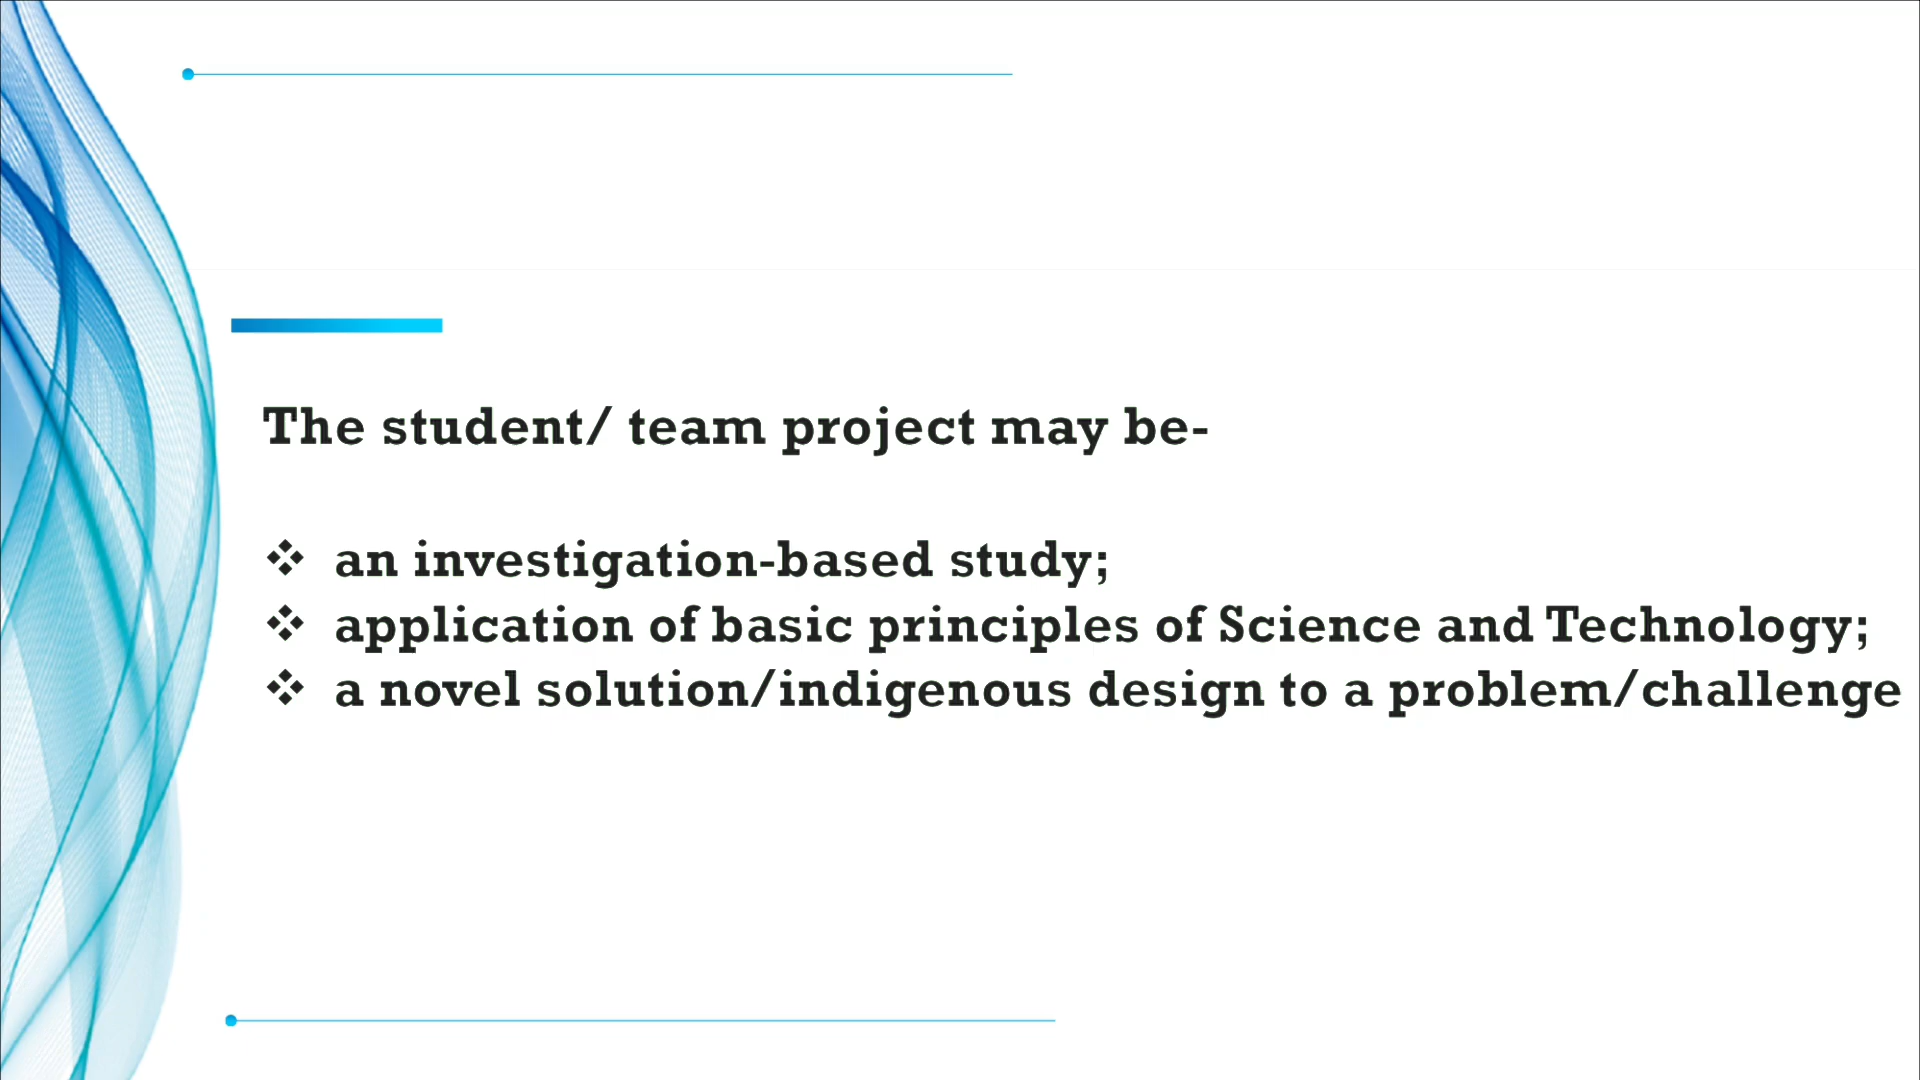 The student/ team project may be-
❖ an investigation-based study;
❖ application of basic principles of Science and Technology;
❖ a novel solution/indigenous design to a problem/challenge